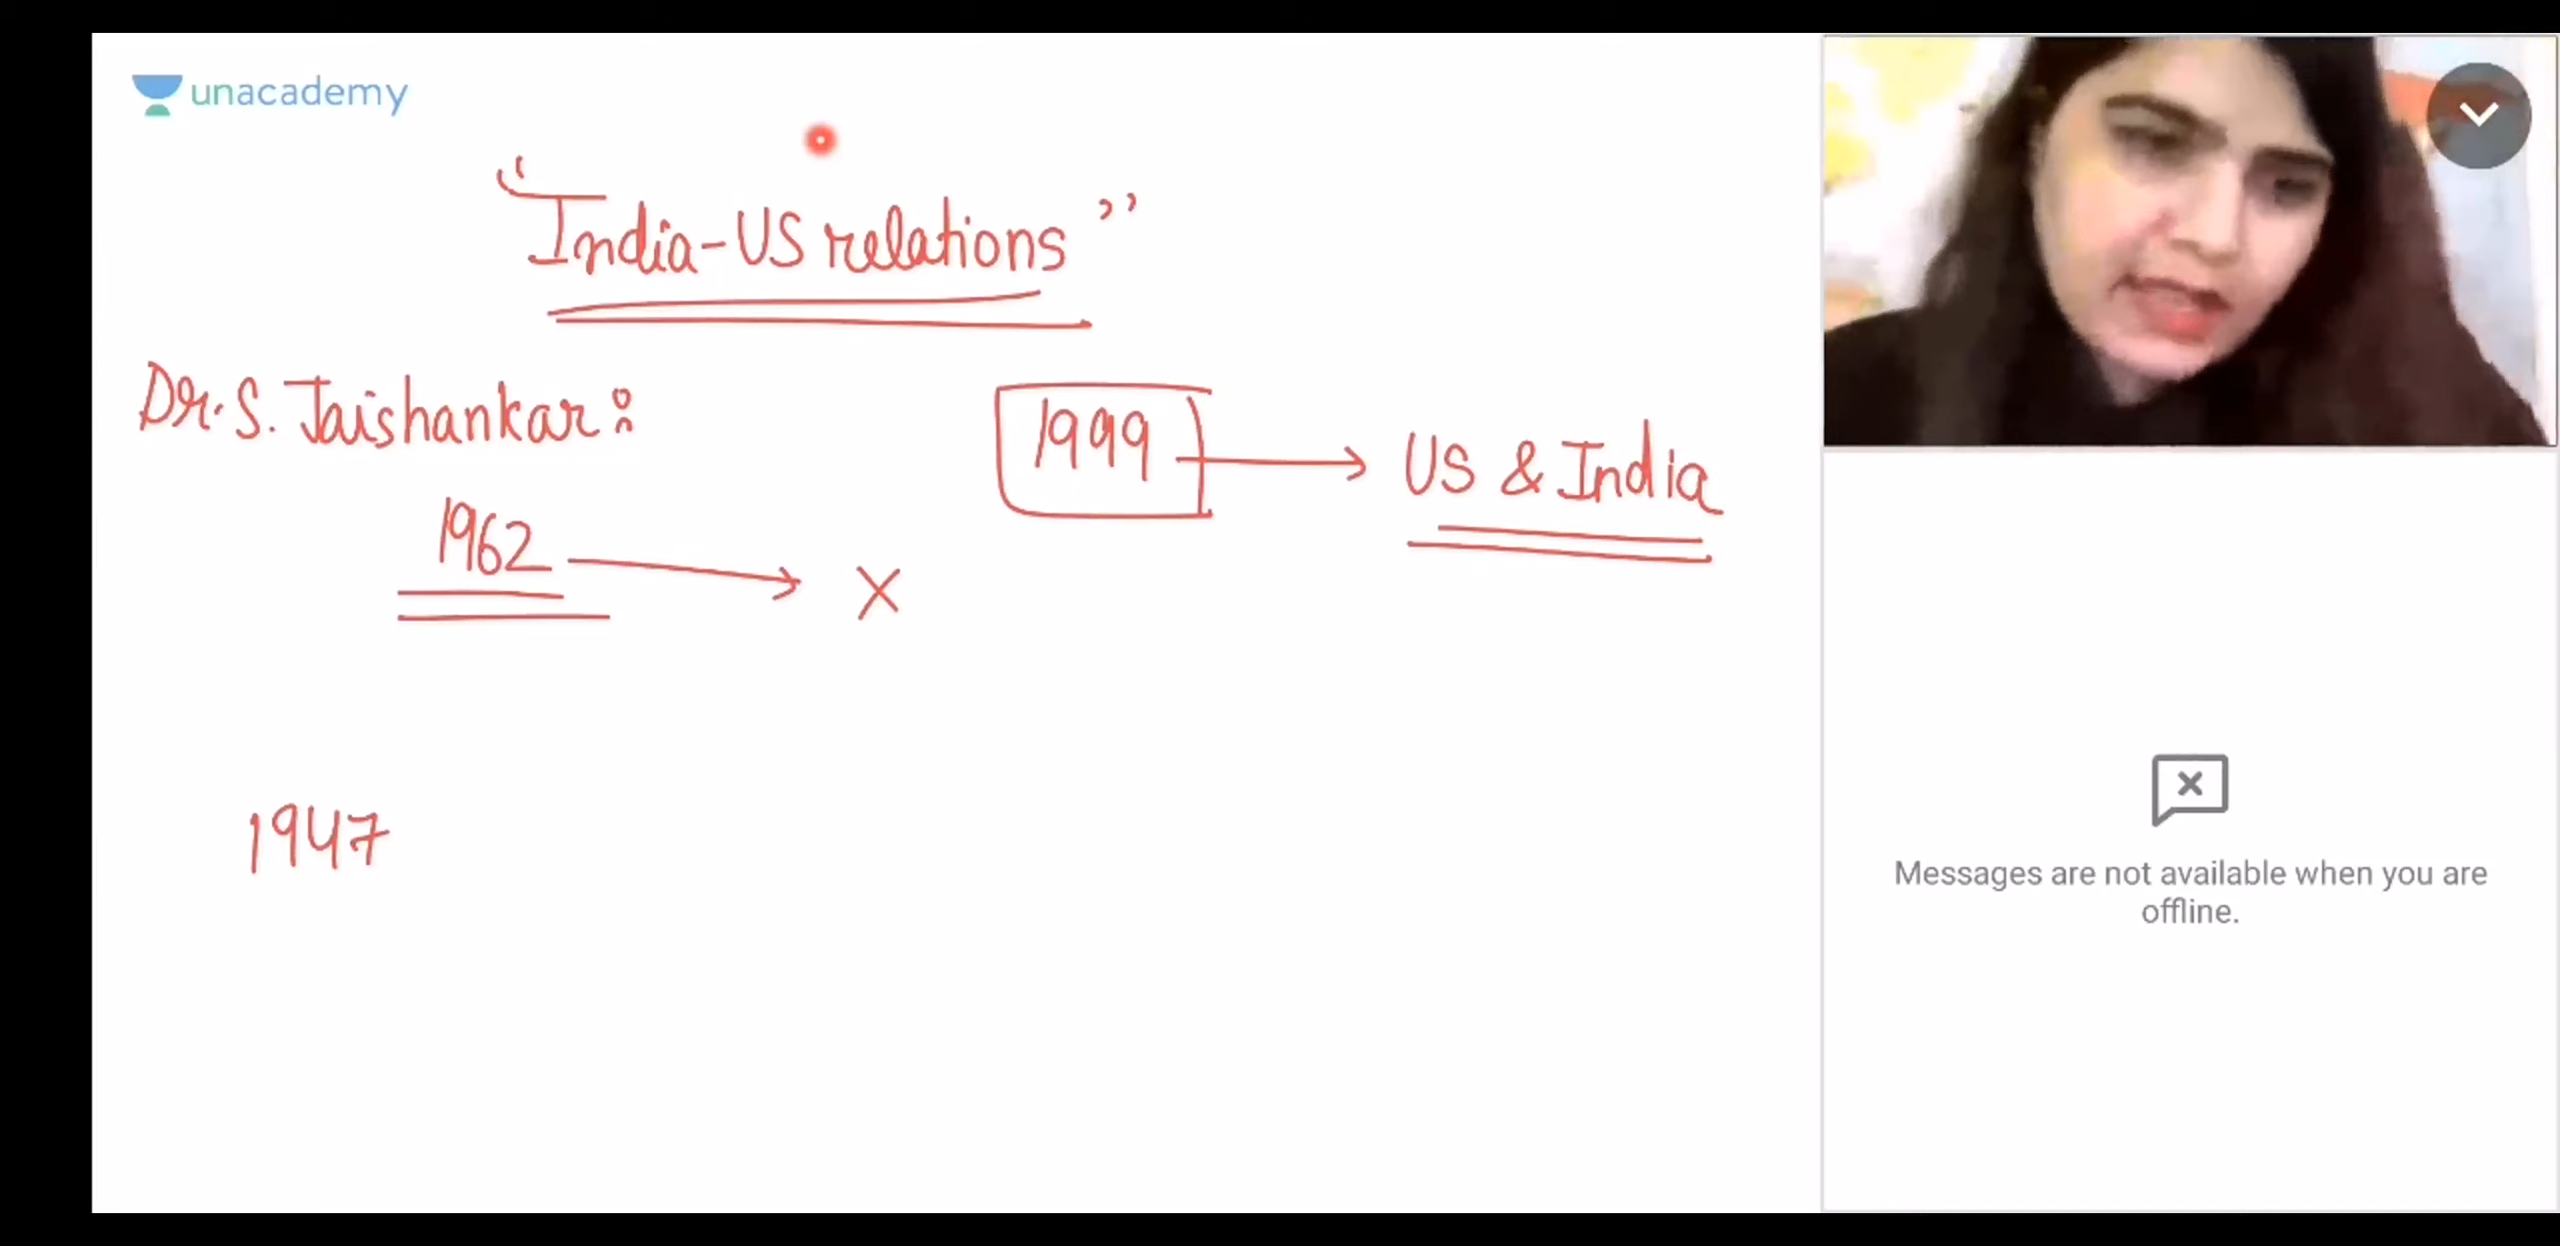 unacademy
"India-US relations"
Dr. S. Jaishankar:
1999 → US & India
1962 → X
1947
Messages are not available when you are
offline.